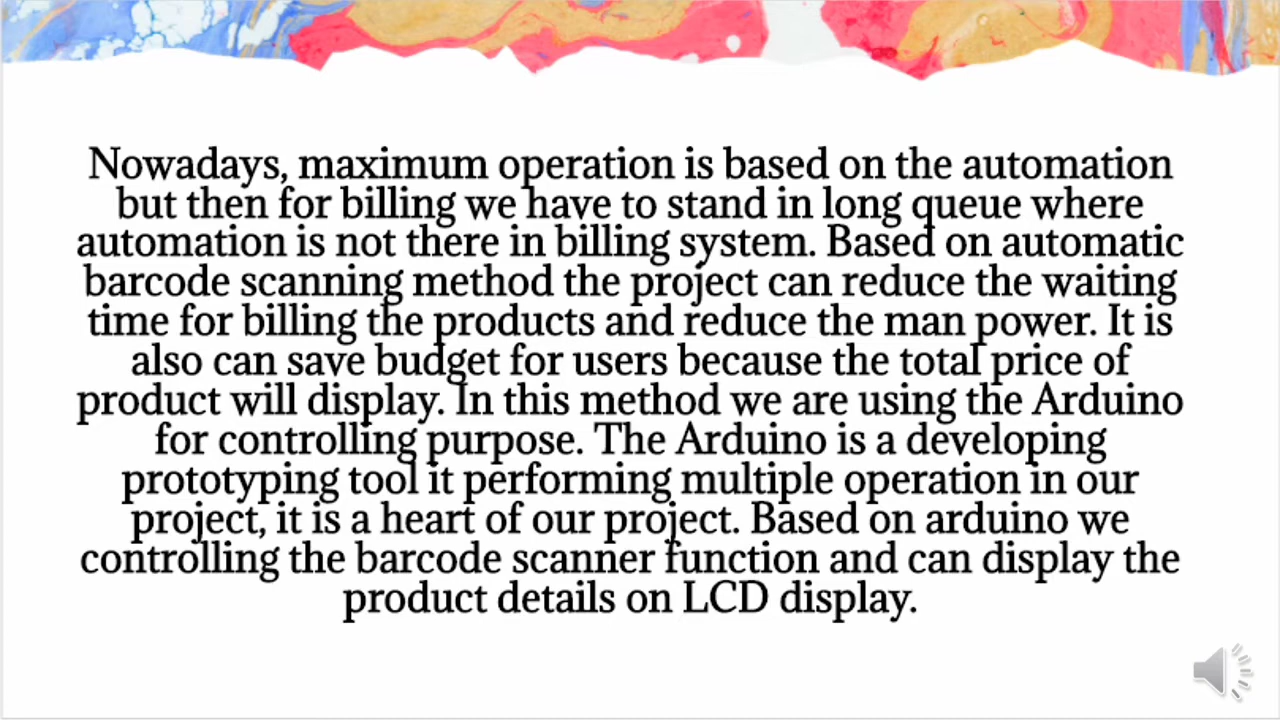 Nowadays, maximum operation is based on the automation
but then for billing we have to stand in long queue where
automation is not there in billing system. Based on automatic
barcode scanning method the project can reduce the waiting
time for billing the products and reduce the man power. It is
also can save budget for users because the total price of
product will display. In this method we are using the Arduino
for controlling purpose. The Arduino is a developing
prototyping tool it performing multiple operation in our
project, it is a heart of our project. Based on arduino we
controlling the barcode scanner function and can display the
product details on LCD display.